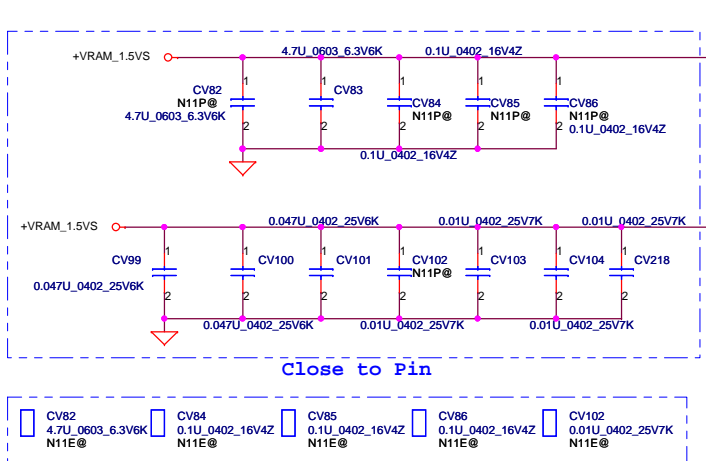 4.7U_0603_6.3V6K 0.1U_0402_16V4Z
+VRAM_1.5VS
1 1 1 1 1
CV82 CV83
N11P@ CV84 CV85 CV86
4.7U_0603_6.3V6K N11P@ N11P@ N11P@
2 2 2 2 2 0.1U_0402_16V4Z
0.1U_0402_16V4Z
0.047U_0402_25V6K 0.01U_0402_25V7K 0.01U_0402_25V7K
+VRAM_1.5VS
1 1 1 1 1 1 1
CV99 CV100 CV101 CV102 CV103 CV104 CV218
N11P@
0.047U_0402_25V6K
2 2 2 2 2 2 2
0.047U_0402_25V6K 0.01U_0402_25V7K 0.01U_0402_25V7K
Close to Pin
CV82 CV84 CV85 CV86 CV102
4.7U_0603_6.3V6K 0.1U_0402_16V4Z 0.1U_0402_16V4Z 0.1U_0402_16V4Z 0.01U_0402_25V7K
N11E@ N11E@ N11E@ N11E@ N11E@